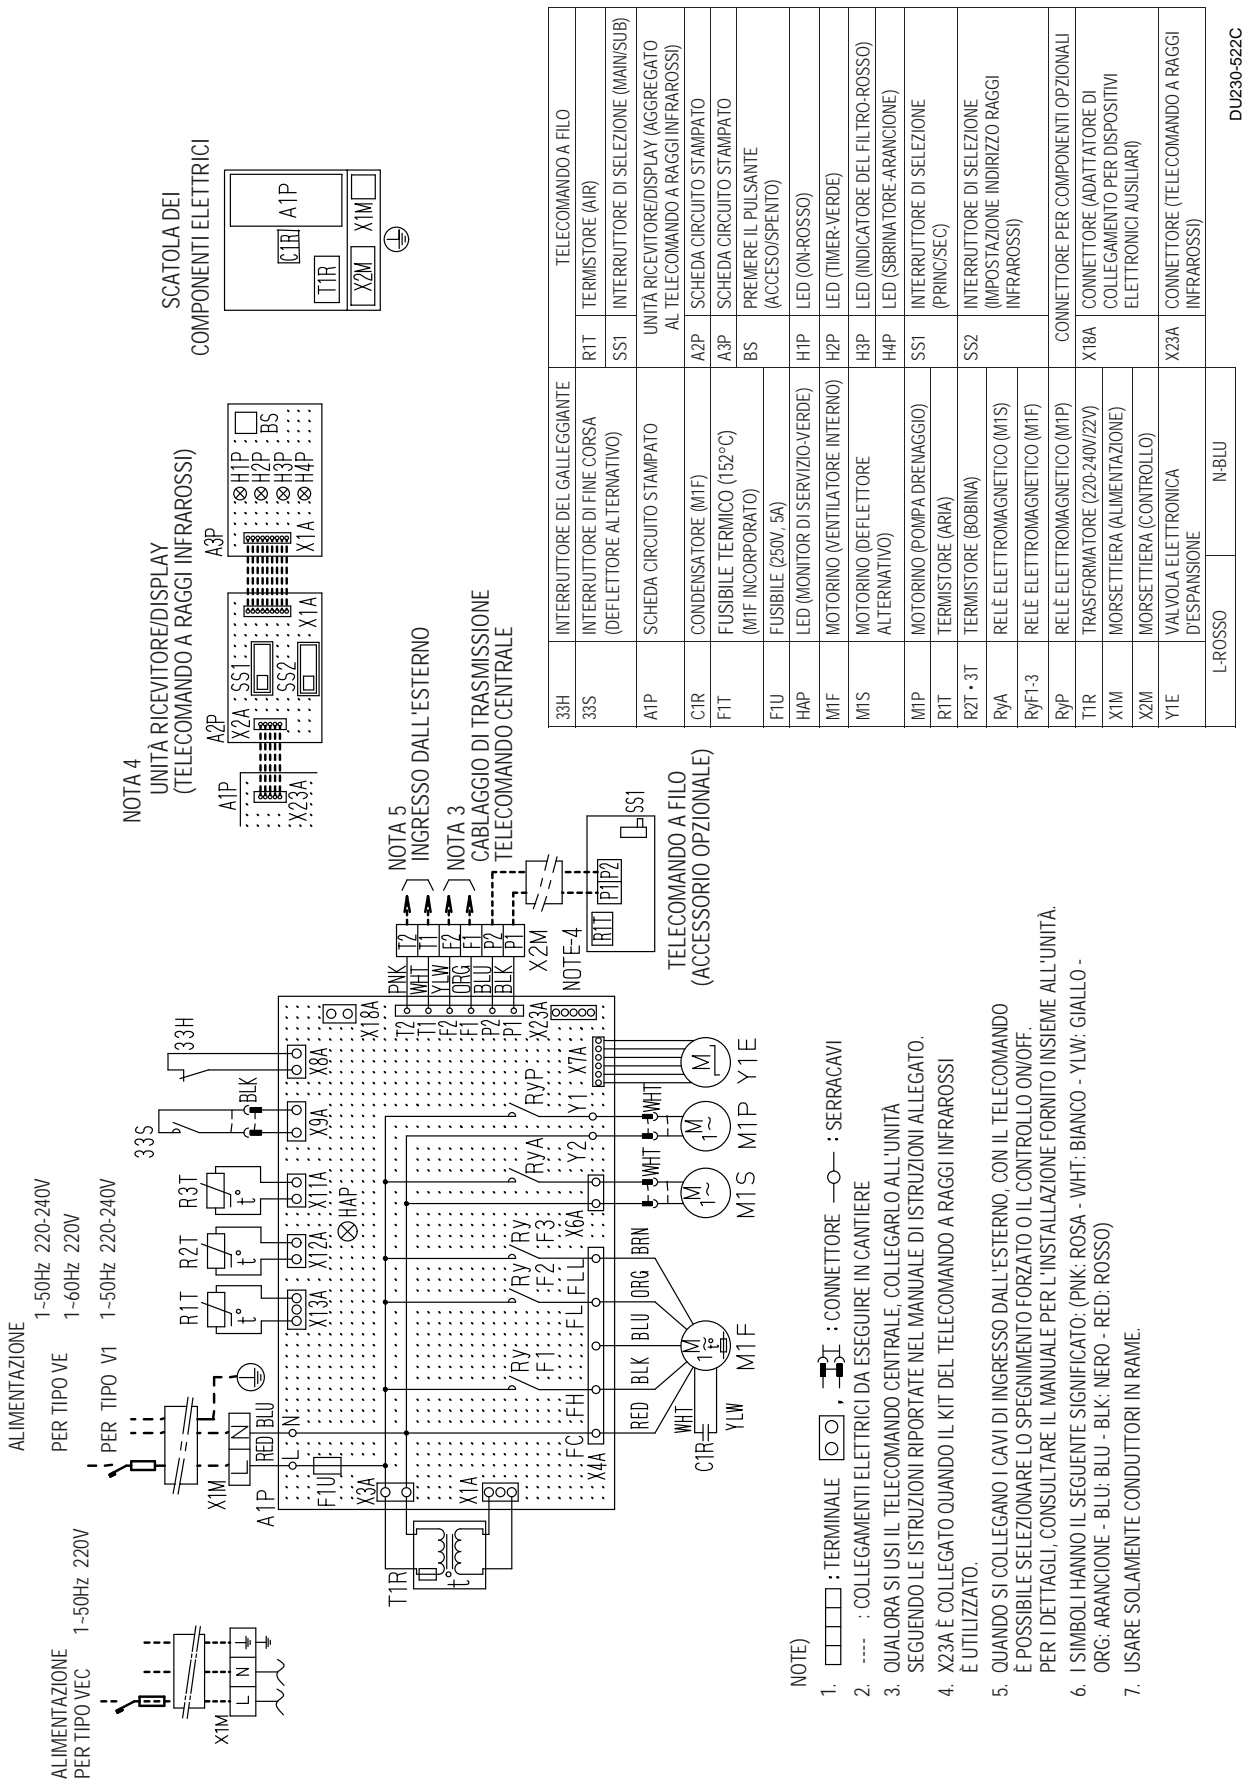 ALIMENTAZIONE
PER TIPO VEC 1~50Hz 220V
X1M
L N
ALIMENTAZIONE
PER TIPO VE
1~50Hz 220-240V
1~60Hz 220V
PER TIPO V1 1~50Hz 220-240V
X1M
L N
RED BLU
A1P
L N
F1U
X3A
X1A
T1R
t°
R1T R2T R3T 33S 33H
t° t° t°
BLK
X13A X12A X11A X9A X8A
HAP
X18A
Ry F1
Ry F2
Ry F3
RyA
RyP
FC FH FL FLL
X4A
X6A
Y2 Y1
X7A
X23A
RED BLK BLU ORG BRN
WHT
YLW
C1R
M 1~ t°
M1F
WHT
M 1~
M1S
WHT
M 1~
M1P
M
Y1E
T2 T1 F2 F1 P2 P1
PNK
WHT
YLW
ORG
BLU
BLK
T2 T1 F2 F1 P2 P1
X2M
NOTE-4
NOTA 5
INGRESSO DALL'ESTERNO
NOTA 3
CABLAGGIO DI TRASMISSIONE
TELECOMANDO CENTRALE
R1T P1 P2
SS1
TELECOMANDO A FILO
(ACCESSORIO OPZIONALE)
NOTA 4
UNITÀ RICEVITORE/DISPLAY
(TELECOMANDO A RAGGI INFRAROSSI)
A1P
X23A
A2P
X2A
SS1
SS2
X1A
A3P
X1A
H1P
H2P
H3P
H4P
BS
SCATOLA DEI
COMPONENTI ELETTRICI
T1R C1R A1P
X2M X1M
33H INTERRUTTORE DEL GALLEGGIANTE
33S INTERRUTTORE DI FINE CORSA
(DEFLETTORE ALTERNATIVO)
A1P SCHEDA CIRCUITO STAMPATO
C1R CONDENSATORE (M1F)
F1T FUSIBILE TERMICO (152°C)
(M1F INCORPORATO)
F1U FUSIBILE (250V, 5A)
HAP LED (MONITOR DI SERVIZIO-VERDE)
M1F MOTORINO (VENTILATORE INTERNO)
M1S MOTORINO (DEFLETTORE
ALTERNATIVO)
M1P MOTORINO (POMPA DRENAGGIO)
R1T TERMISTORE (ARIA)
R2T • 3T TERMISTORE (BOBINA)
RyA RELÈ ELETTROMAGNETICO (M1S)
RyF1-3 RELÈ ELETTROMAGNETICO (M1F)
RyP RELÈ ELETTROMAGNETICO (M1P)
T1R TRASFORMATORE (220-240V/22V)
X1M MORSETTIERA (ALIMENTAZIONE)
X2M MORSETTIERA (CONTROLLO)
Y1E VALVOLA ELETTRONICA
D'ESPANSIONE
L-ROSSO N-BLU
TELECOMANDO A FILO
R1T TERMISTORE (AIR)
SS1 INTERRUTTORE DI SELEZIONE (MAIN/SUB)
UNITÀ RICEVITORE/DISPLAY (AGGREGATO
AL TELECOMANDO A RAGGI INFRAROSSI)
A2P SCHEDA CIRCUITO STAMPATO
A3P SCHEDA CIRCUITO STAMPATO
BS PREMERE IL PULSANTE
(ACCESO/SPENTO)
H1P LED (ON-ROSSO)
H2P LED (TIMER-VERDE)
H3P LED (INDICATORE DEL FILTRO-ROSSO)
H4P LED (SBRINATORE-ARANCIONE)
SS1 INTERRUTTORE DI SELEZIONE
(PRINC/SEC)
SS2 INTERRUTTORE DI SELEZIONE
(IMPOSTAZIONE INDIRIZZO RAGGI
INFRAROSSI)
CONNETTORE PER COMPONENTI OPZIONALI
X18A CONNETTORE (ADATTATORE DI
COLLEGAMENTO PER DISPOSITIVI
ELETTRONICI AUSILIARI)
X23A CONNETTORE (TELECOMANDO A RAGGI
INFRAROSSI)
NOTE)
1. : TERMINALE , : CONNETTORE : SERRACAVI
2. ---- : COLLEGAMENTI ELETTRICI DA ESEGUIRE IN CANTIERE
3. QUALORA SI USI IL TELECOMANDO CENTRALE, COLLEGARLO ALL'UNITÀ
SEGUENDO LE ISTRUZIONI RIPORTATE NEL MANUALE DI ISTRUZIONI ALLEGATO.
4. X23A È COLLEGATO QUANDO IL KIT DEL TELECOMANDO A RAGGI INFRAROSSI
È UTILIZZATO.
5. QUANDO SI COLLEGANO I CAVI DI INGRESSO DALL'ESTERNO, CON IL TELECOMANDO
È POSSIBILE SELEZIONARE LO SPEGNIMENTO FORZATO O IL CONTROLLO ON/OFF.
PER I DETTAGLI, CONSULTARE IL MANUALE PER L'INSTALLAZIONE FORNITO INSIEME ALL'UNITÀ.
6. I SIMBOLI HANNO IL SEGUENTE SIGNIFICATO: (PNK: ROSA - WHT: BIANCO - YLW: GIALLO -
ORG: ARANCIONE - BLU: BLU - BLK: NERO - RED: ROSSO)
7. USARE SOLAMENTE CONDUTTORI IN RAME.
DU230-522C